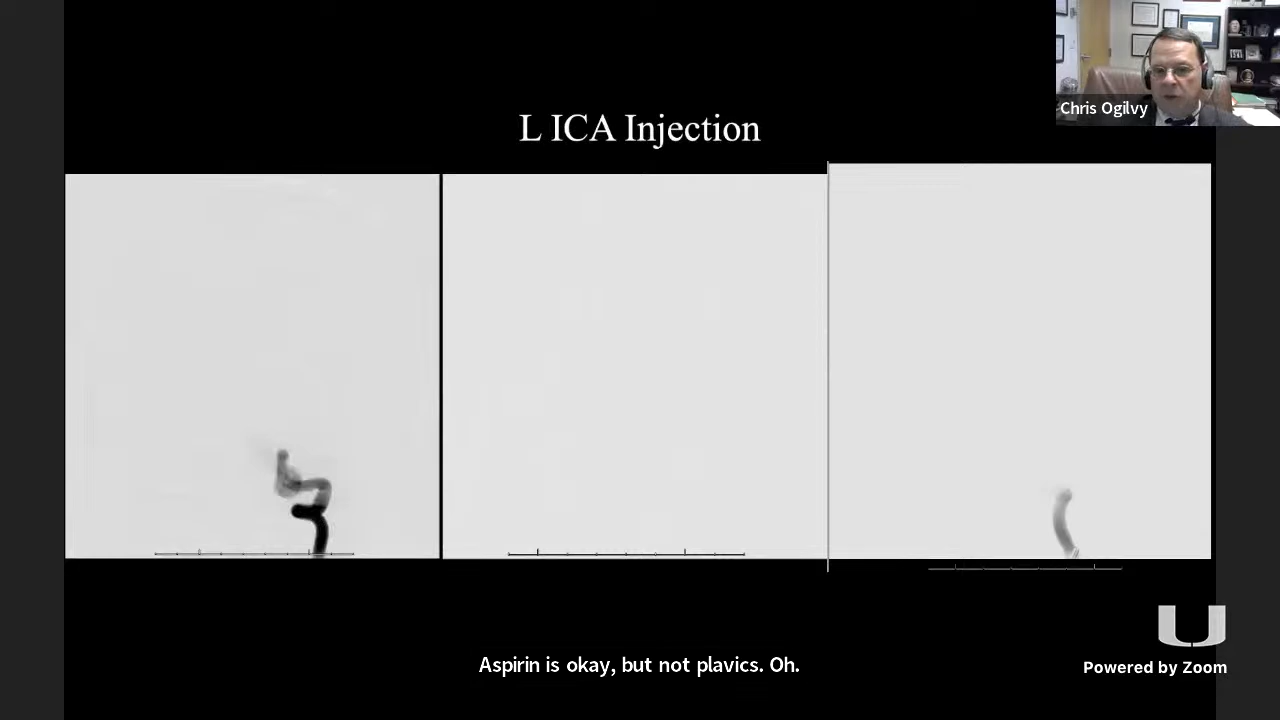 Chris Ogilvy
L ICA Injection
Aspirin is okay, but not plavics. Oh.
U
Powered by Zoom